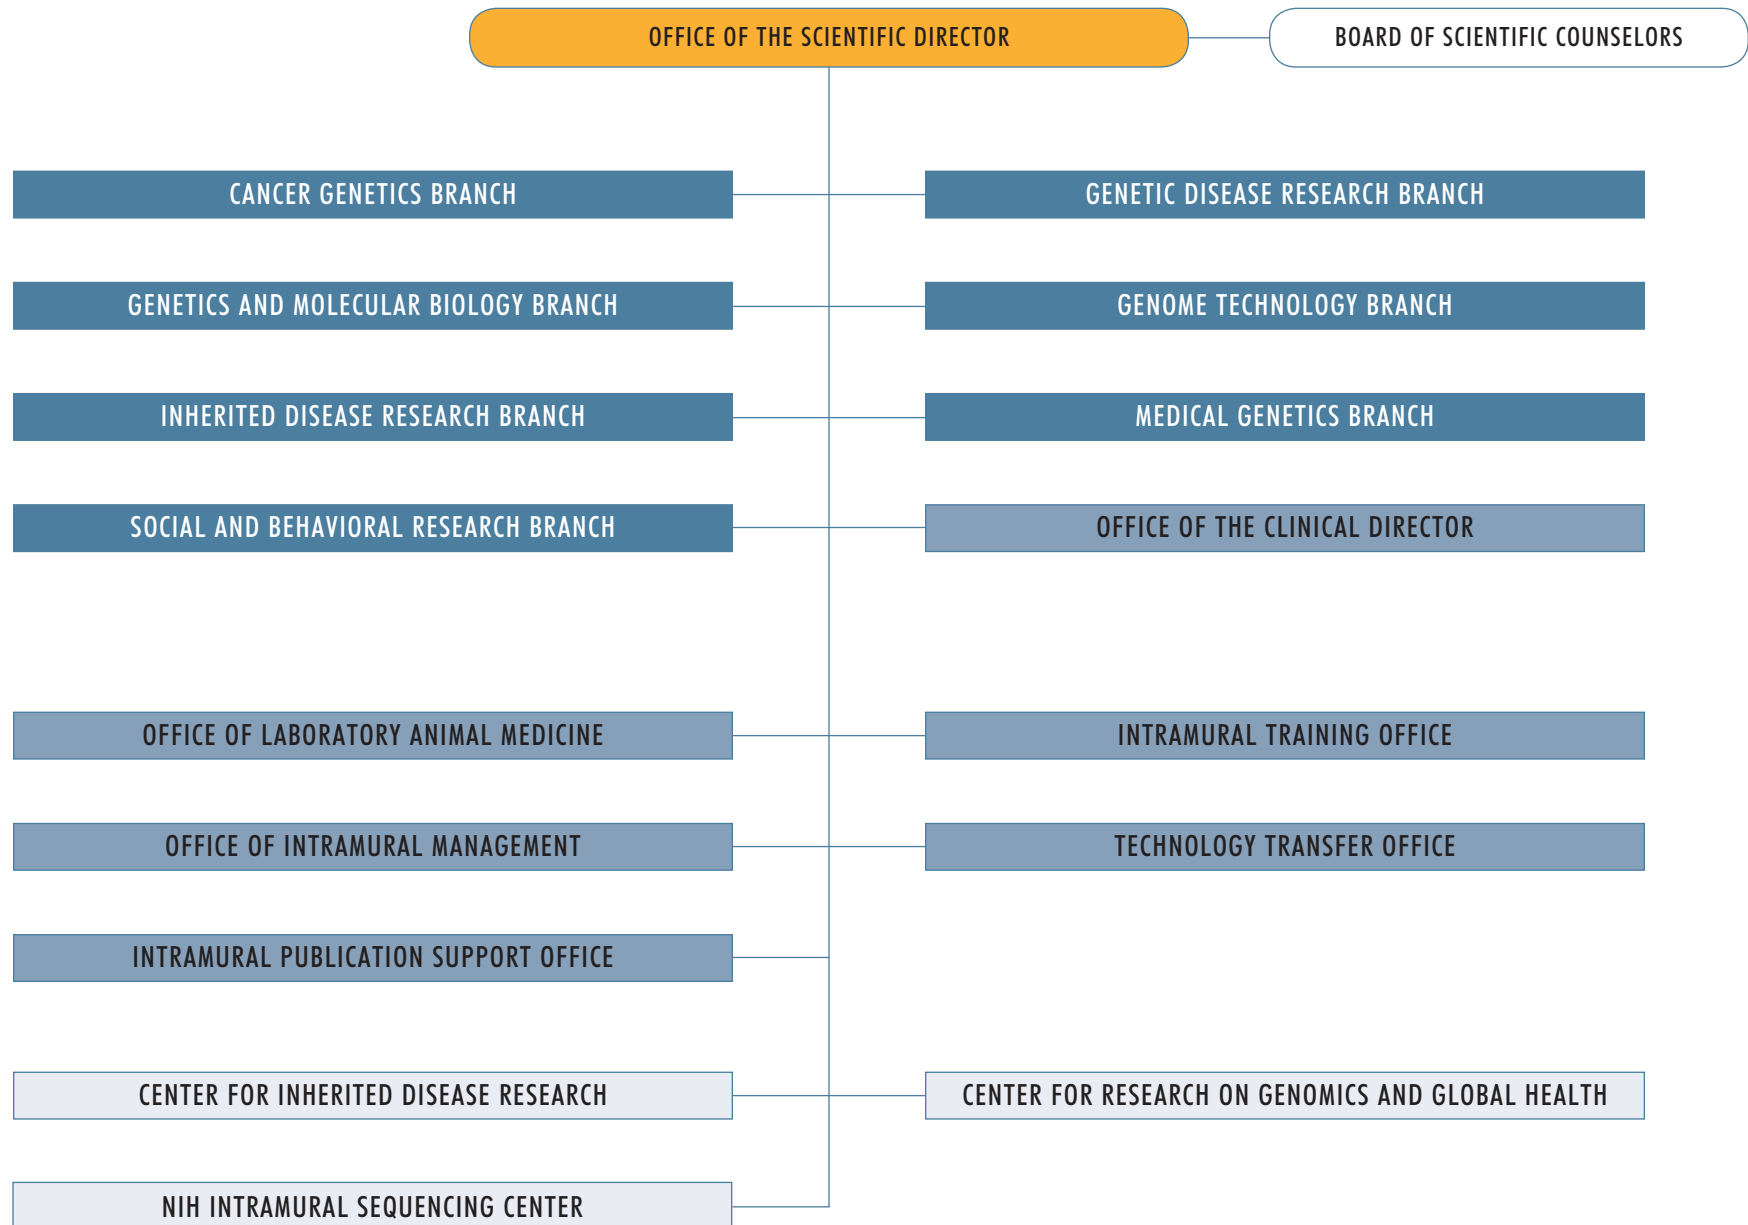 OFFICE OF THE SCIENTIFIC DIRECTOR
BOARD OF SCIENTIFIC COUNSELORS
CANCER GENETICS BRANCH
GENETIC DISEASE RESEARCH BRANCH
GENETICS AND MOLECULAR BIOLOGY BRANCH
GENOME TECHNOLOGY BRANCH
INHERITED DISEASE RESEARCH BRANCH
MEDICAL GENETICS BRANCH
SOCIAL AND BEHAVIORAL RESEARCH BRANCH
OFFICE OF THE CLINICAL DIRECTOR
OFFICE OF LABORATORY ANIMAL MEDICINE
INTRAMURAL TRAINING OFFICE
OFFICE OF INTRAMURAL MANAGEMENT
TECHNOLOGY TRANSFER OFFICE
INTRAMURAL PUBLICATION SUPPORT OFFICE
CENTER FOR INHERITED DISEASE RESEARCH
CENTER FOR RESEARCH ON GENOMICS AND GLOBAL HEALTH
NIH INTRAMURAL SEQUENCING CENTER